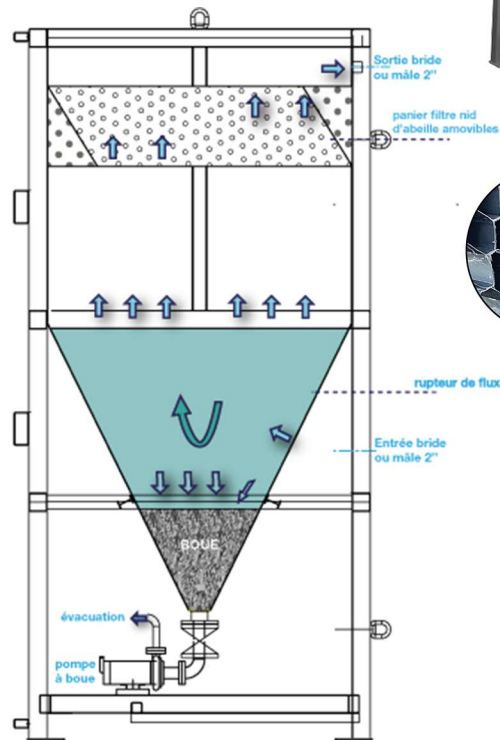 Sortie bride
ou mâle 2"
panier filtre nid
d'abeille amovibles
rupteur de flux
Entrée bride
ou mâle 2"
BOUE
évacuation
pompe
à boue